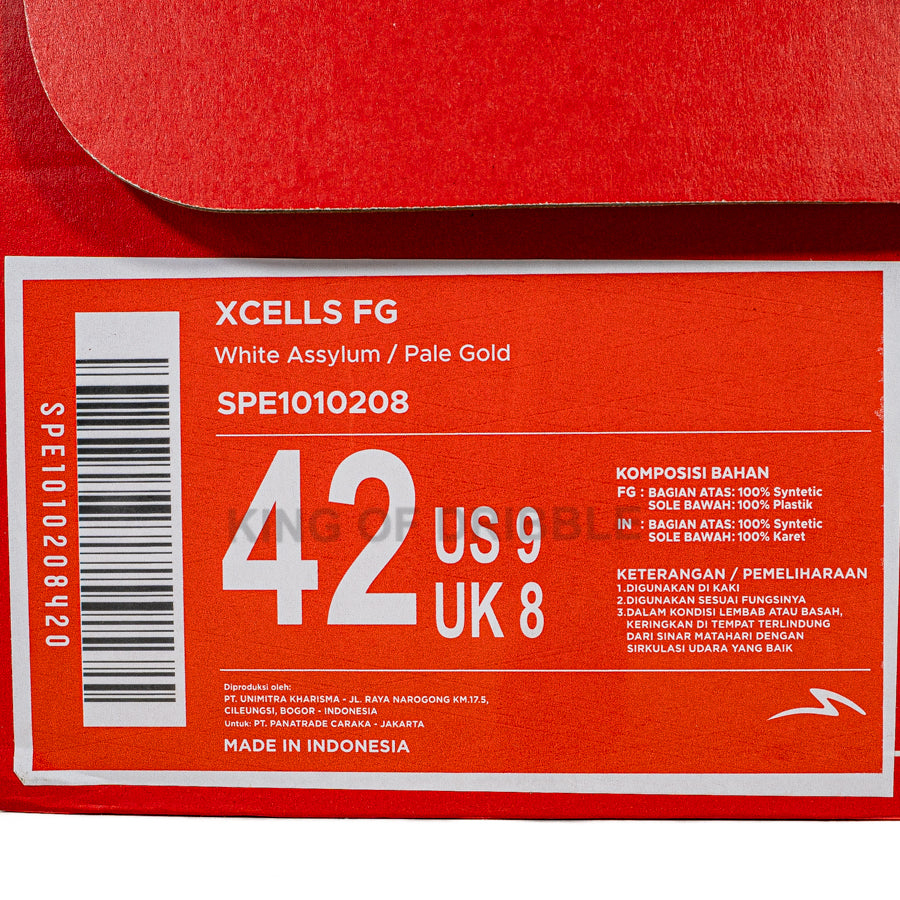 XCELLS FG
White Assylum / Pale Gold
SPE1010208
SPE1010208420
42
US 9
UK 8
KING OF DRIBBLE
KOMPOSISI BAHAN
FG : BAGIAN ATAS: 100% Syntetic
SOLE BAWAH: 100% Plastik
IN : BAGIAN ATAS: 100% Syntetic
SOLE BAWAH: 100% Karet
KETERANGAN / PEMELIHARAAN
1.DIGUNAKAN DI KAKI
2.DIGUNAKAN SESUAI FUNGSINYA
3.DALAM KONDISI LEMBAB ATAU BASAH,
KERINGKAN DI TEMPAT TERLINDUNG
DARI SINAR MATAHARI DENGAN
SIRKULASI UDARA YANG BAIK
Diproduksi oleh:
PT. UNIMITRA KHARISMA - JL. RAYA NAROGONG KM.17.5,
CILEUNGSI, BOGOR - INDONESIA
Untuk: PT. PANATRADE CARAKA - JAKARTA
MADE IN INDONESIA